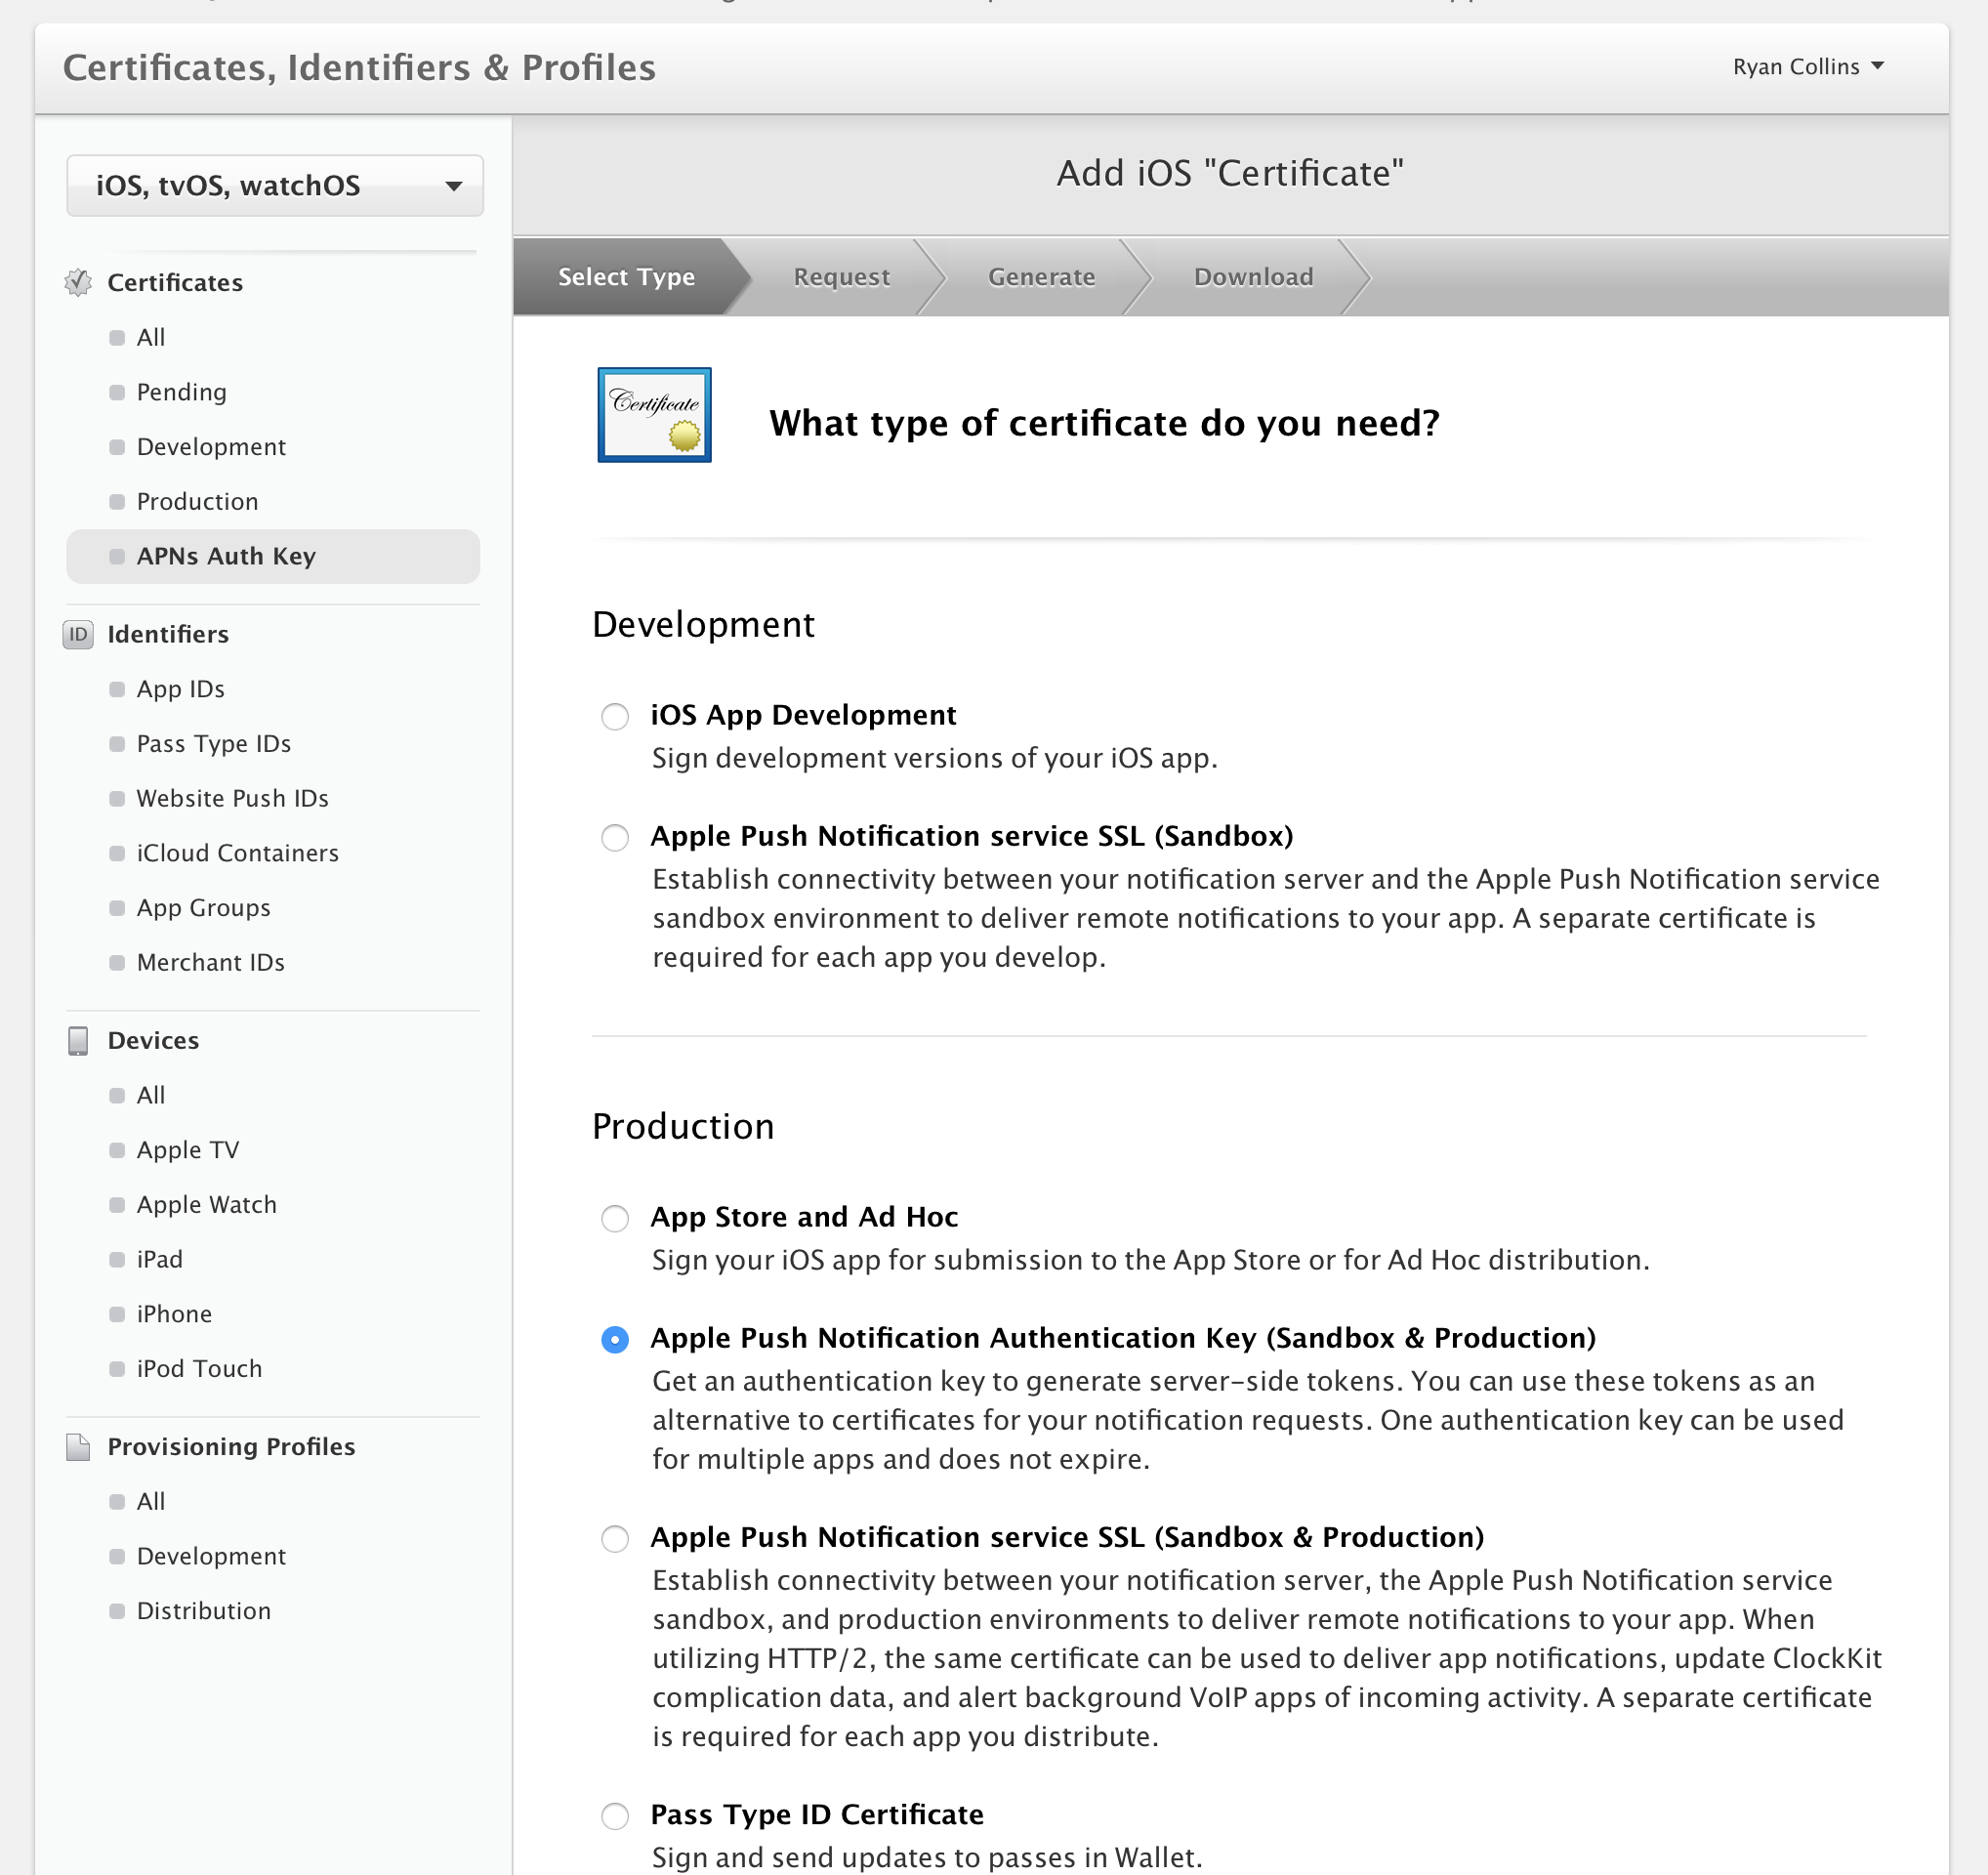 Certificates, Identifiers & Profiles
Ryan Collins
iOS, tvOS, watchOS
Certificates
All
Pending
Development
Production
APNs Auth Key
ID Identifiers
App IDs
Pass Type IDs
Website Push IDs
iCloud Containers
App Groups
Merchant IDs
Devices
All
Apple TV
Apple Watch
iPad
iPhone
iPod Touch
Provisioning Profiles
All
Development
Distribution
Add iOS "Certificate"
Select Type
Request
Generate
Download
Certificate
What type of certificate do you need?
Development
iOS App Development
Sign development versions of your iOS app.
Apple Push Notification service SSL (Sandbox)
Establish connectivity between your notification server and the Apple Push Notification service
sandbox environment to deliver remote notifications to your app. A separate certificate is
required for each app you develop.
Production
App Store and Ad Hoc
Sign your iOS app for submission to the App Store or for Ad Hoc distribution.
Apple Push Notification Authentication Key (Sandbox & Production)
Get an authentication key to generate server-side tokens. You can use these tokens as an
alternative to certificates for your notification requests. One authentication key can be used
for multiple apps and does not expire.
Apple Push Notification service SSL (Sandbox & Production)
Establish connectivity between your notification server, the Apple Push Notification service
sandbox, and production environments to deliver remote notifications to your app. When
utilizing HTTP/2, the same certificate can be used to deliver app notifications, update ClockKit
complication data, and alert background VoIP apps of incoming activity. A separate certificate
is required for each app you distribute.
Pass Type ID Certificate
Sign and send updates to passes in Wallet.